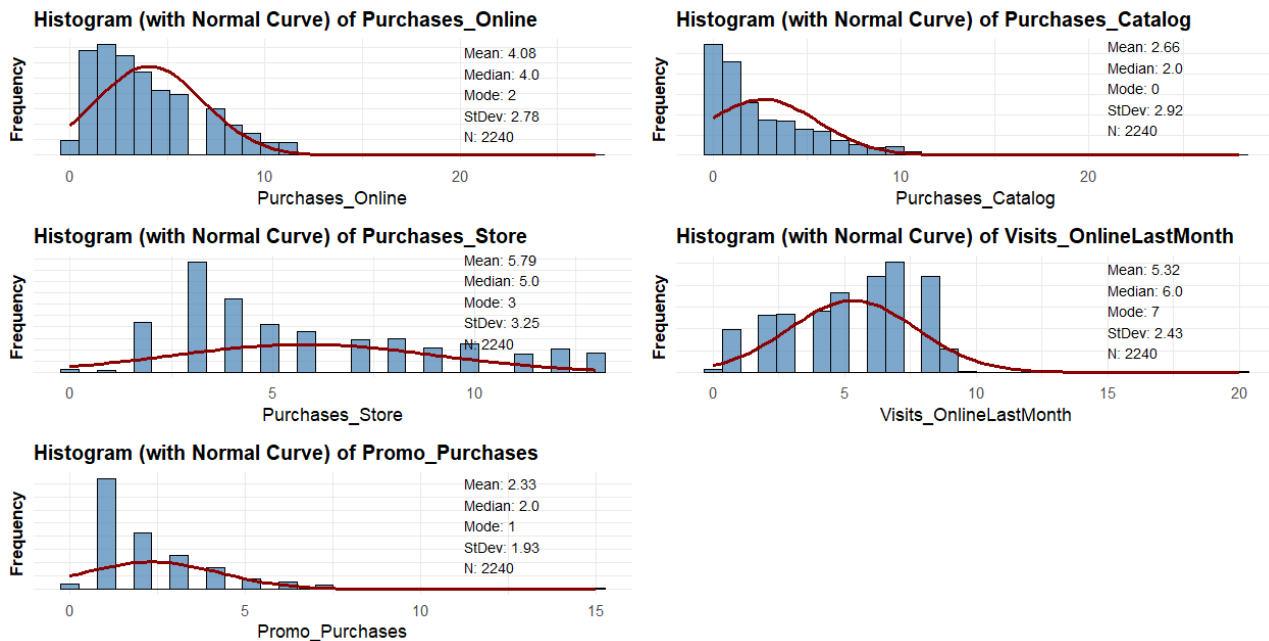 Histogram (with Normal Curve) of Purchases_Online
Frequency
Mean: 4.08
Median: 4.0
Mode: 2
StDev: 2.78
N: 2240
0 10 20
Purchases_Online
Histogram (with Normal Curve) of Purchases_Catalog
Frequency
Mean: 2.66
Median: 2.0
Mode: 0
StDev: 2.92
N: 2240
0 10 20
Purchases_Catalog
Histogram (with Normal Curve) of Purchases_Store
Frequency
Mean: 5.79
Median: 5.0
Mode: 3
StDev: 3.25
N: 2240
0 5 10
Purchases_Store
Histogram (with Normal Curve) of Visits_OnlineLastMonth
Frequency
Mean: 5.32
Median: 6.0
Mode: 7
StDev: 2.43
N: 2240
0 5 10 15 20
Visits_OnlineLastMonth
Histogram (with Normal Curve) of Promo_Purchases
Frequency
Mean: 2.33
Median: 2.0
Mode: 1
StDev: 1.93
N: 2240
0 5 10 15
Promo_Purchases